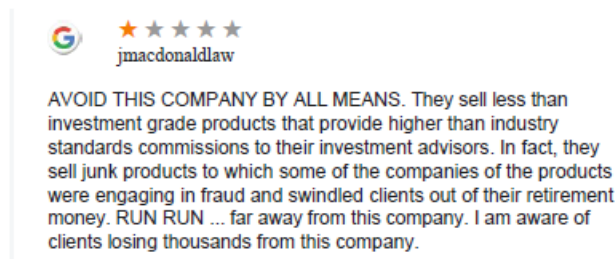 G
jmacdonaldlaw
AVOID THIS COMPANY BY ALL MEANS. They sell less than
investment grade products that provide higher than industry
standards commissions to their investment advisors. In fact, they
sell junk products to which some of the companies of the products
were engaging in fraud and swindled clients out of their retirement
money. RUN RUN ... far away from this company. I am aware of
clients losing thousands from this company.